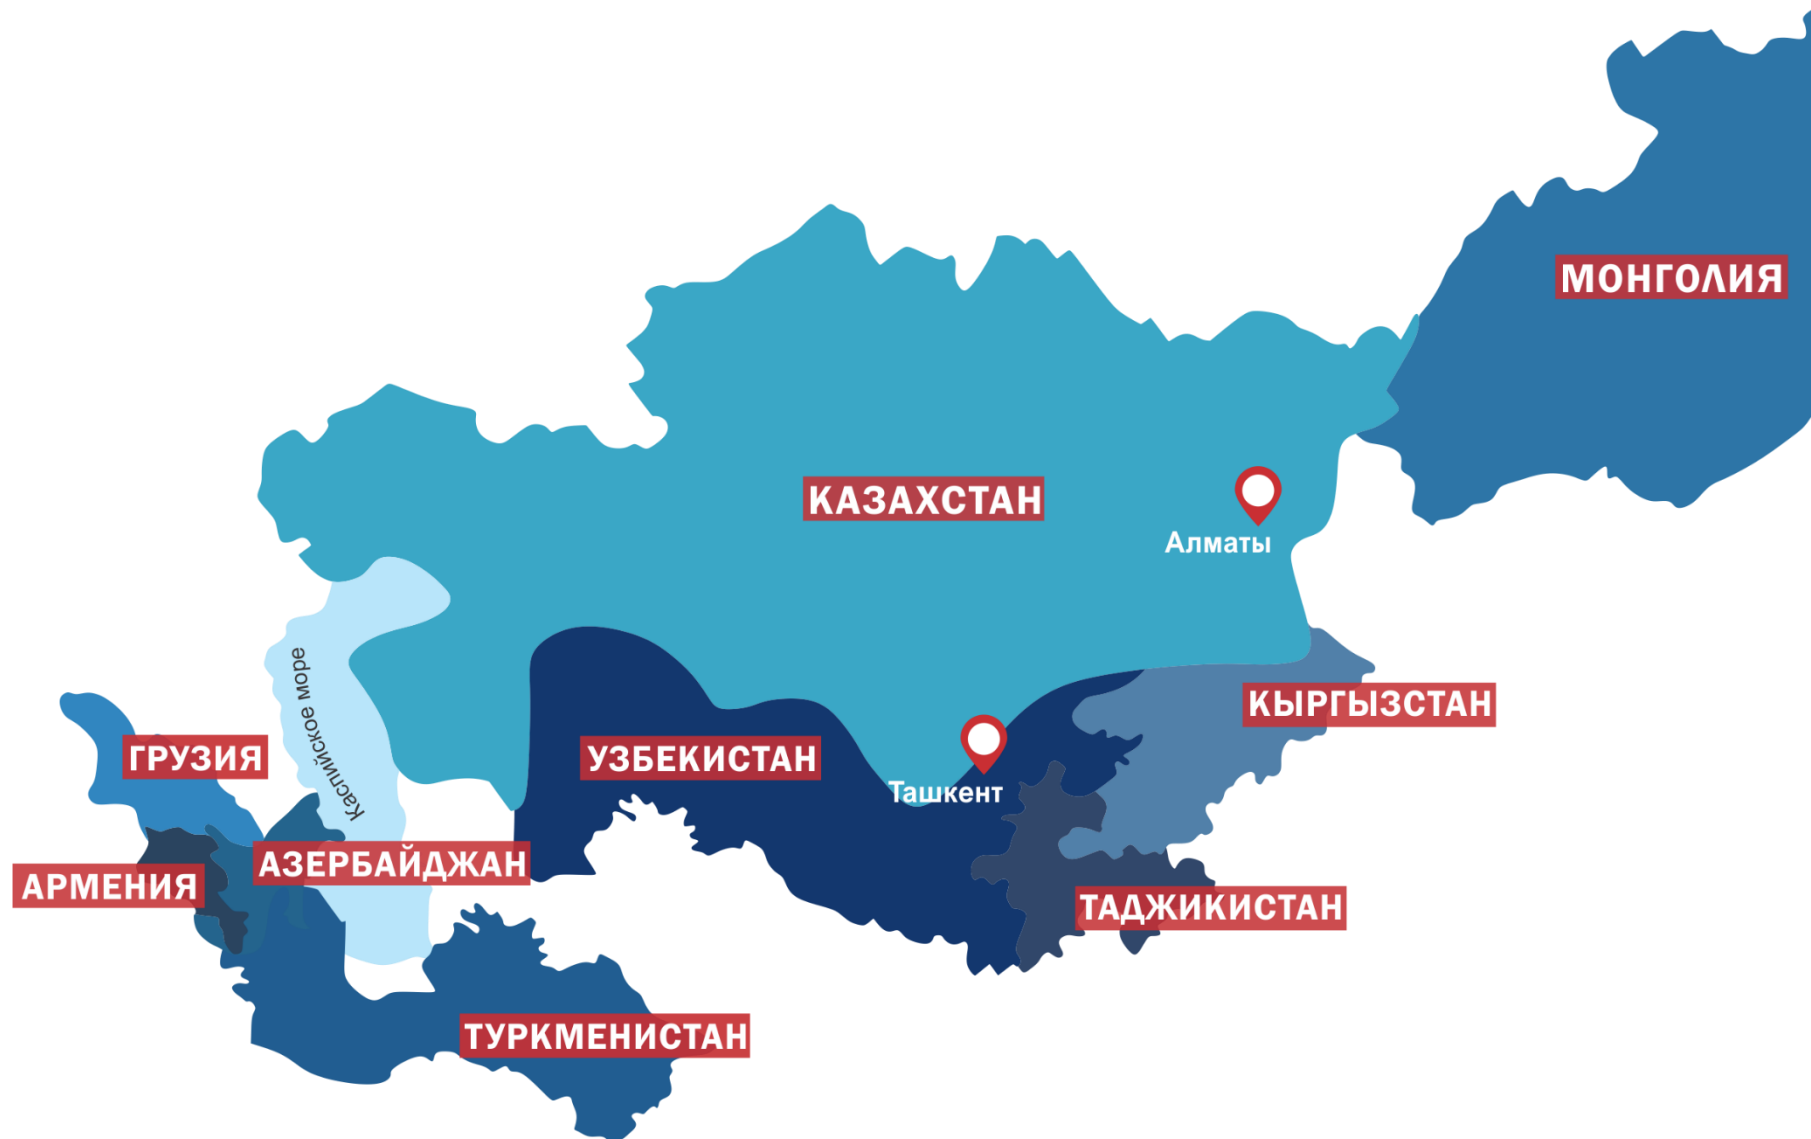 МОНГОЛИЯ
КАЗАХСТАН
Алматы
Каспийское море
КЫРГЫЗСТАН
ГРУЗИЯ
УЗБЕКИСТАН
Ташкент
АЗЕРБАЙДЖАН
АРМЕНИЯ
ТАДЖИКИСТАН
ТУРКМЕНИСТАН